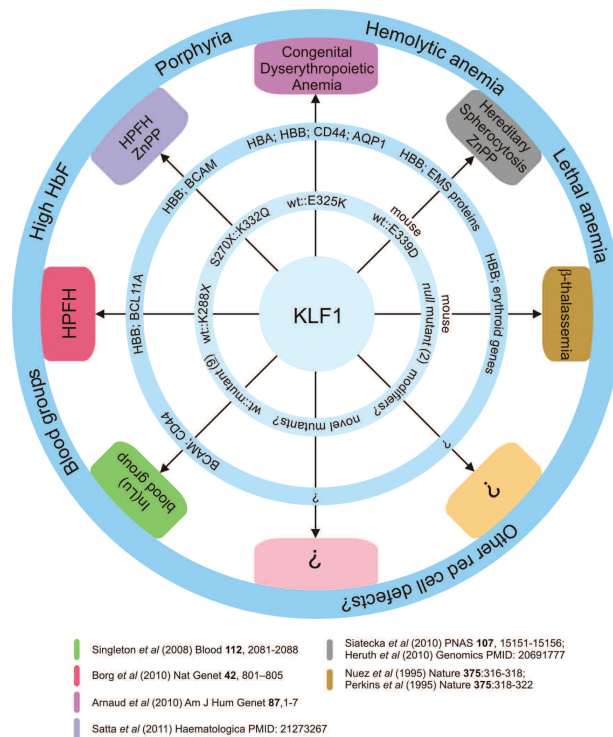 Porphyria
Hemolytic anemia
Lethal anemia
Other red cell defects?
Blood groups
High HbF
Congenital
Dyserythropoietic
Anemia
Hereditary
Spherocytosis
ZnPP
β-thalassemia
?
?
In(Lu)
blood group
HPFH
HPFH
ZnPP
HBA; HBB; CD44; AQP1
HBB; EMS proteins
HBB; erythroid genes
?
?
BCAM; CD44
HBB; BCL11A
HBB; BCAM
wt::E325K
mouse
wt::E339D
mouse
null mutant (2)
modifiers?
novel mutants?
wt::mutant (9)
wt::K288X
S270X::K332Q
KLF1
Singleton et al (2008) Blood 112, 2081-2088
Borg et al (2010) Nat Genet 42, 801–805
Arnaud et al (2010) Am J Hum Genet 87,1-7
Satta et al (2011) Haematologica PMID: 21273267
Siatecka et al (2010) PNAS 107, 15151-15156;
Heruth et al (2010) Genomics PMID: 20691777
Nuez et al (1995) Nature 375:316-318;
Perkins et al (1995) Nature 375:318-322